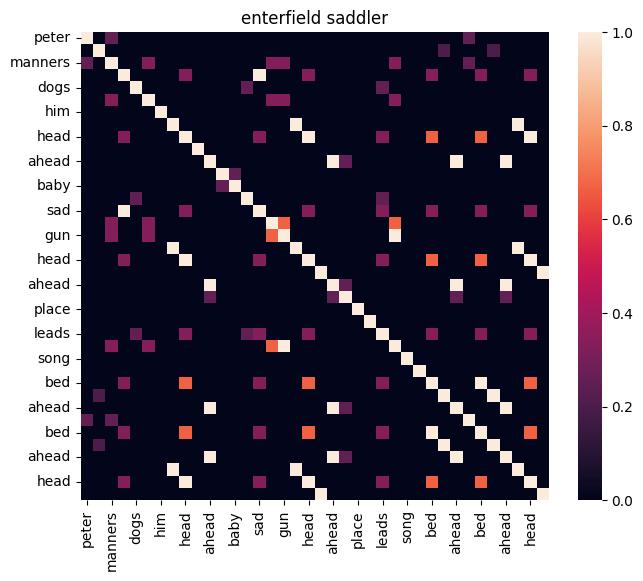 enterfield saddler
peter
manners
dogs
him
head
ahead
baby
sad
gun
head
ahead
place
leads
song
bed
ahead
bed
ahead
head
1.0
0.8
0.6
0.4
0.2
0.0
peter manners dogs him head ahead baby sad gun head ahead place leads song bed ahead bed ahead head